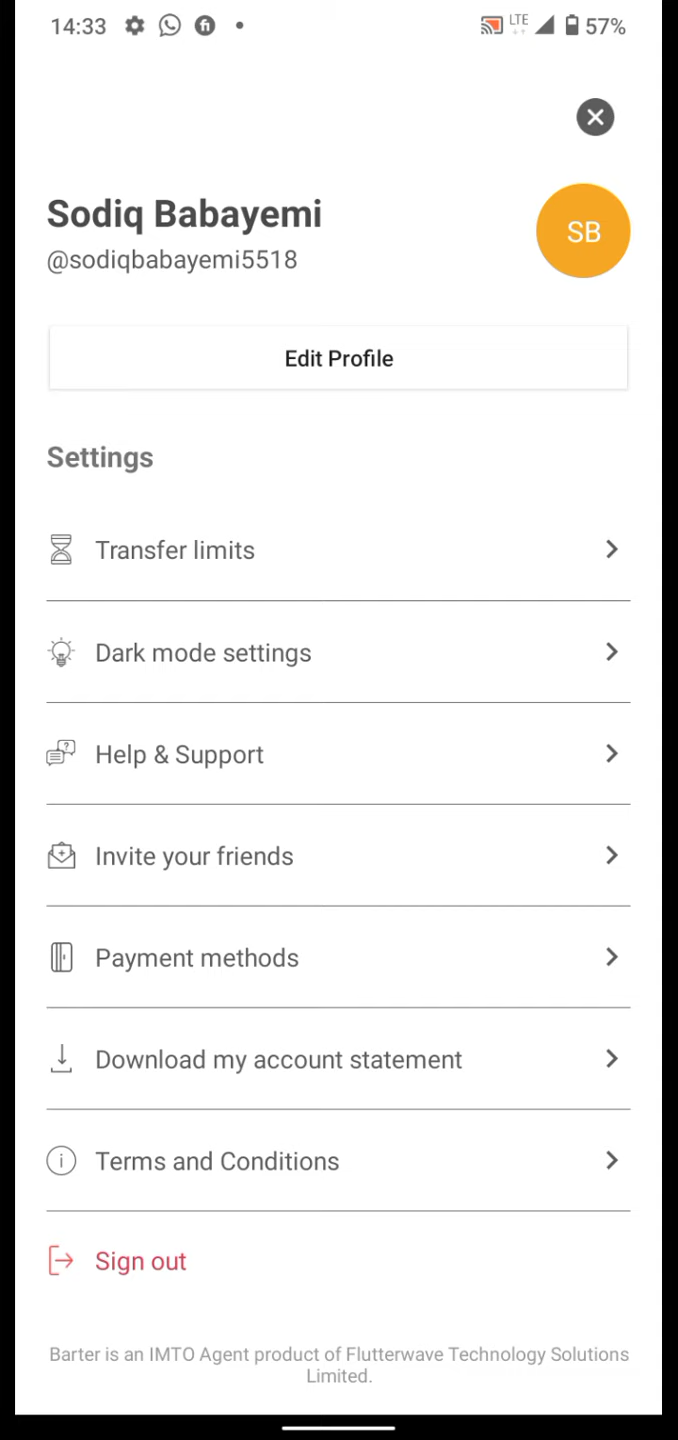 14:33 LTE 57%
Sodiq Babayemi
SB
@sodiqbabayemi5518
Edit Profile
Settings
Transfer limits
Dark mode settings
Help & Support
Invite your friends
Payment methods
Download my account statement
Terms and Conditions
Sign out
Barter is an IMTO Agent product of Flutterwave Technology Solutions
Limited.